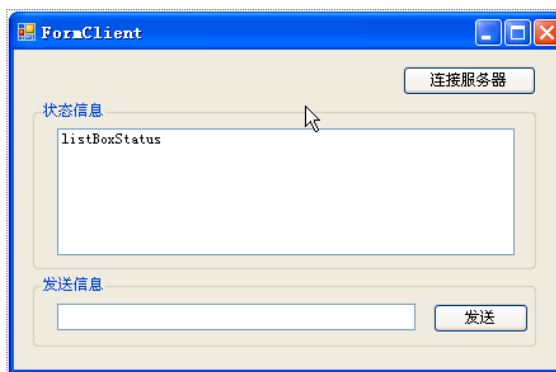 FormClient
连接服务器
状态信息
listBoxStatus
发送信息
发送